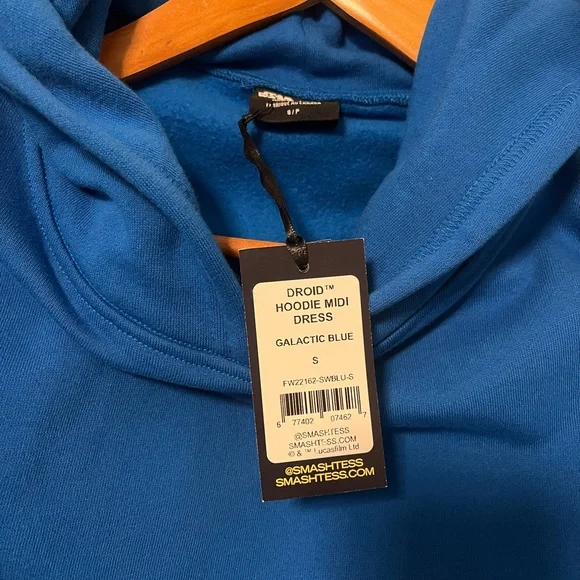 S/P
DROID™
HOODIE MIDI
DRESS
GALACTIC BLUE
S
FW22162-SWBLU-S
6 77402 07462 7
@SMASHTESS
SMASHTESS.COM
© & ™ Lucasfilm Ltd
@SMASHTESS
SMASHTESS.COM